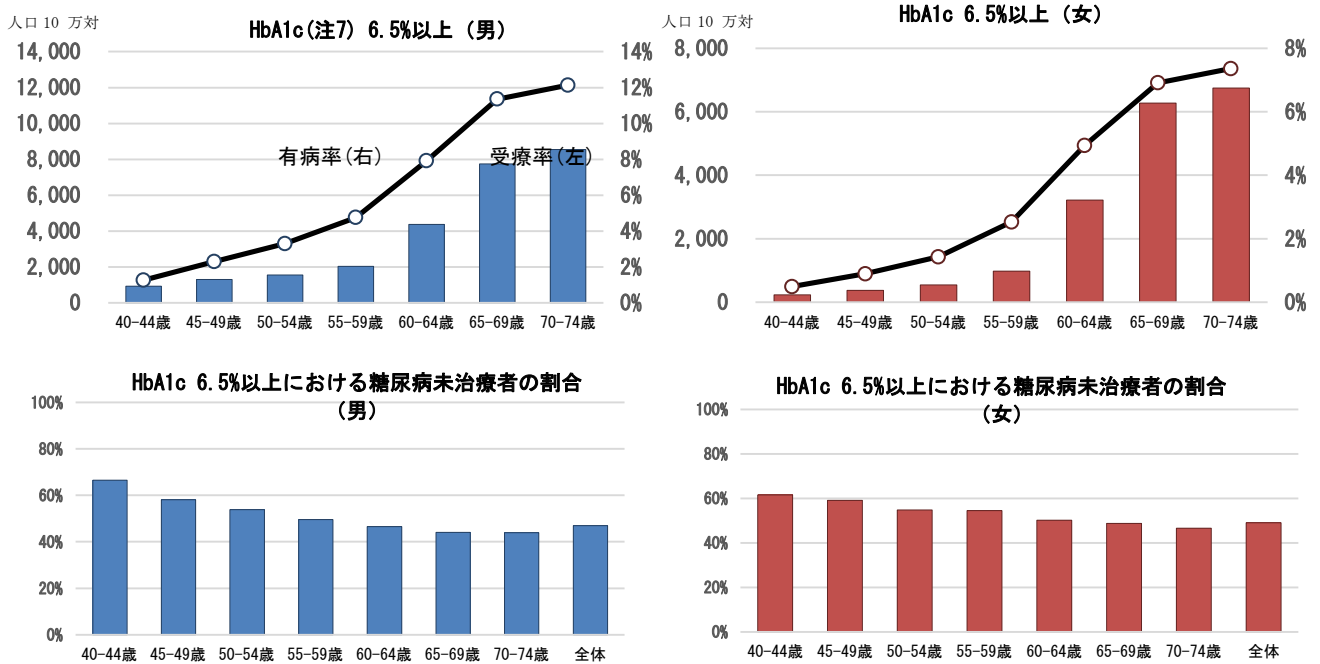 人口10 万対
HbA1c(注7) 6.5%以上 (男)
14,000
12,000
10,000
8,000
6,000
4,000
2,000
0
14%
12%
10%
8%
6%
4%
2%
0%
有病率(右)
受療率(左)
40-44歳 45-49歳 50-54歳 55-59歳 60-64歳 65-69歳 70-74歳
人口10 万対
HbA1c 6.5%以上 (女)
8,000
6,000
4,000
2,000
0
8%
6%
4%
2%
0%
40-44歳 45-49歳 50-54歳 55-59歳 60-64歳 65-69歳 70-74歳
HbA1c 6.5%以上における糖尿病未治療者の割合
(男)
100%
80%
60%
40%
20%
0%
40-44歳 45-49歳 50-54歳 55-59歳 60-64歳 65-69歳 70-74歳 全体
HbA1c 6.5%以上における糖尿病未治療者の割合
(女)
100%
80%
60%
40%
20%
0%
40-44歳 45-49歳 50-54歳 55-59歳 60-64歳 65-69歳 70-74歳 全体